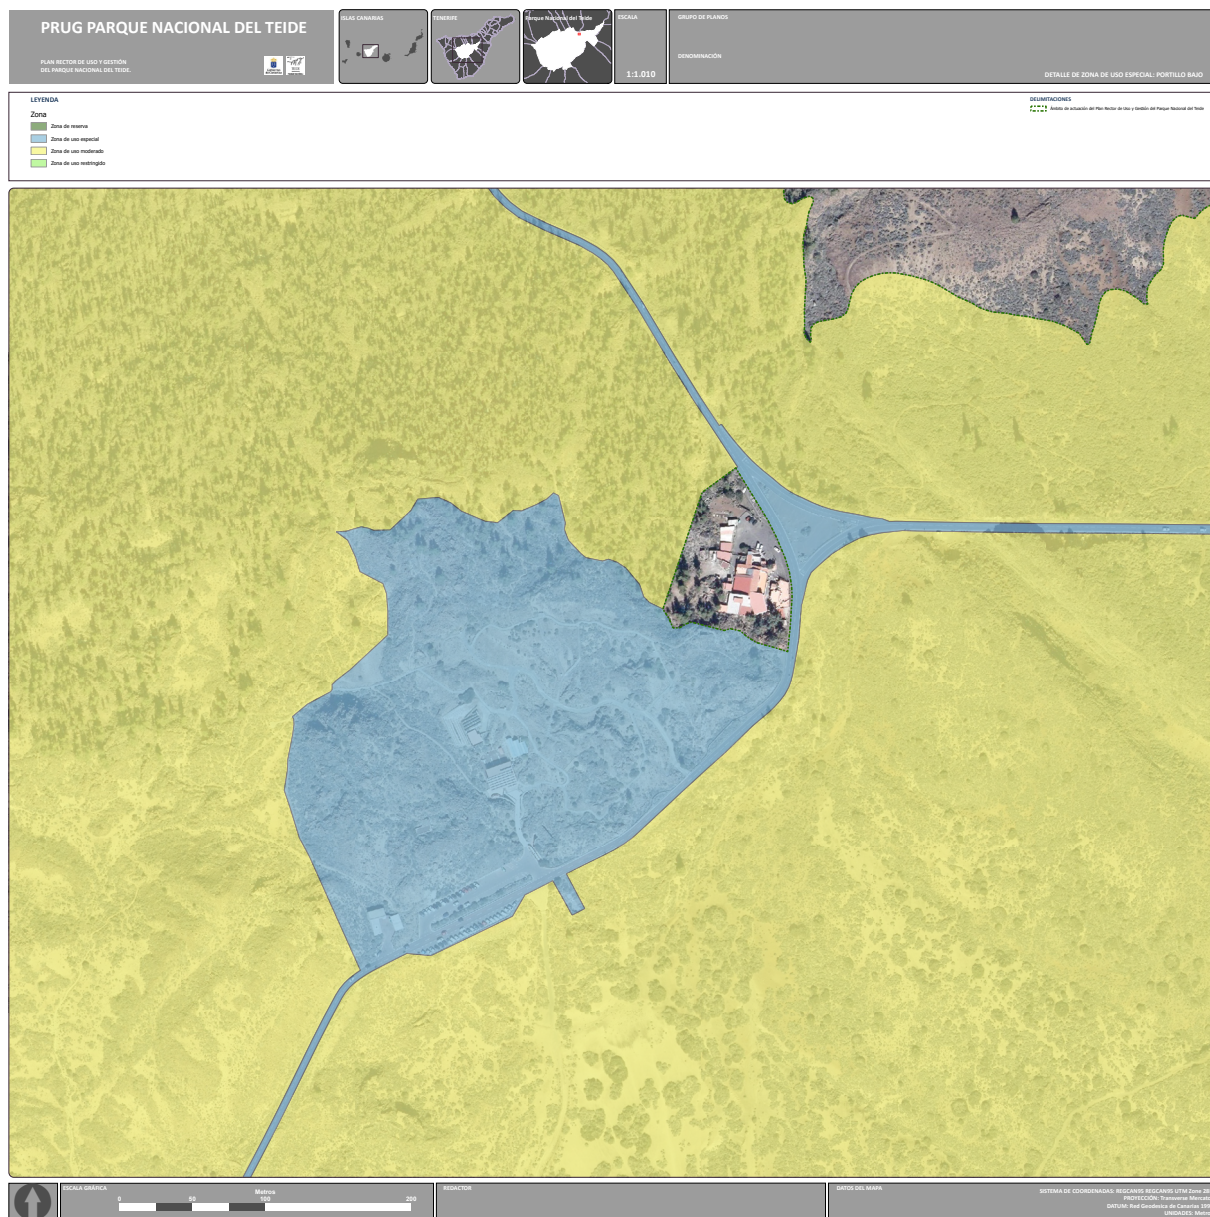 PRUG PARQUE NACIONAL DEL TEIDE
PLAN RECTOR DE USO Y GESTIÓN
DEL PARQUE NACIONAL DEL TEIDE.
ISLAS CANARIAS
TENERIFE
Parque Nacional del Teide
ESCALA
1:1.010
GRUPO DE PLANOS
DENOMINACIÓN
DETALLE DE ZONA DE USO ESPECIAL: PORTILLO BAJO
LEYENDA
Zona
Zona de reserva
Zona de uso especial
Zona de uso moderado
Zona de uso restringido
DELIMITACIONES
Ámbito de actuación del Plan Rector de Uso y Gestión del Parque Nacional del Teide
ESCALA GRÁFICA
Metros
0 50 100 200
REDACTOR
DATOS DEL MAPA
SISTEMA DE COORDENADAS: REGCAN95 REGCAN95 UTM Zone 28
PROYECCIÓN: Transverse Mercato
DATUM: Red Geodesica de Canarias 199
UNIDADES: Metro